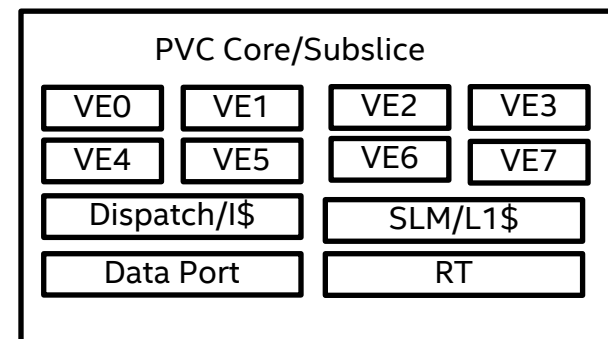 PVC Core/Subslice
VE0 VE1 VE2 VE3
VE4 VE5 VE6 VE7
Dispatch/I$ SLM/L1$
Data Port RT